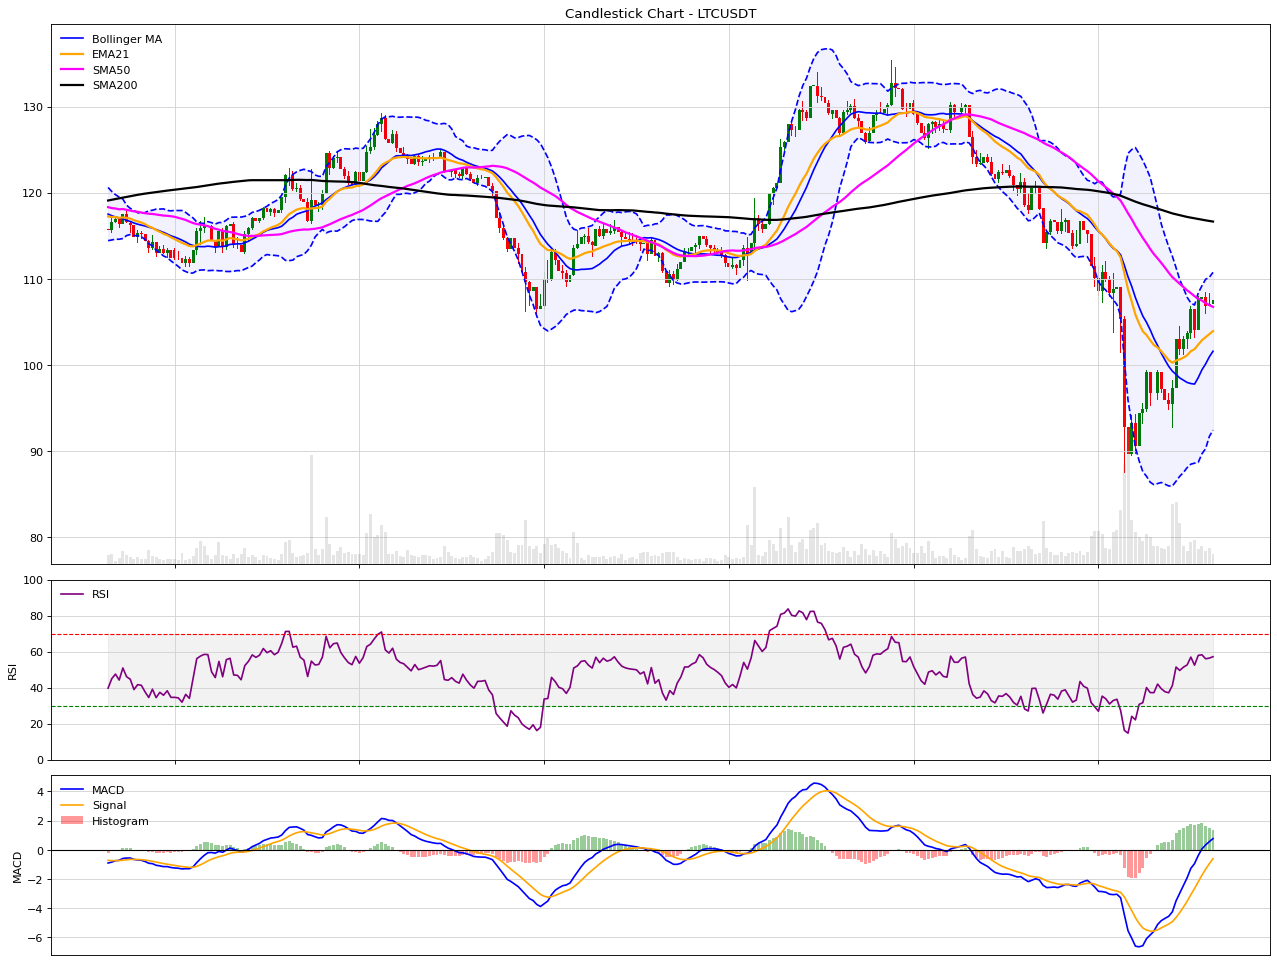 Candlestick Chart - LTCUSDT
Bollinger MA
EMA21
SMA50
SMA200
130
120
110
100
90
80
RSI
100
80
60
40
20
0
RSI
MACD
Signal
Histogram
4
2
0
−2
−4
−6
MACD